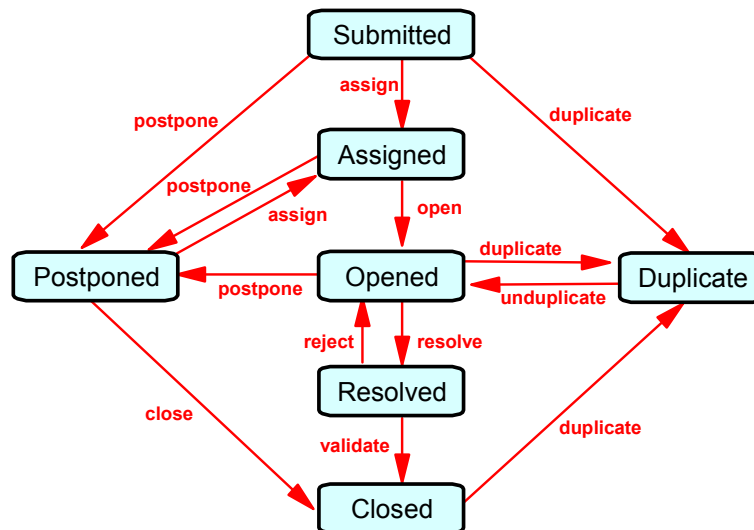 Submitted
assign
postpone
duplicate
Assigned
postpone
assign
open
duplicate
Postponed
Opened
Duplicate
postpone
unduplicate
reject
resolve
Resolved
close
validate
duplicate
Closed